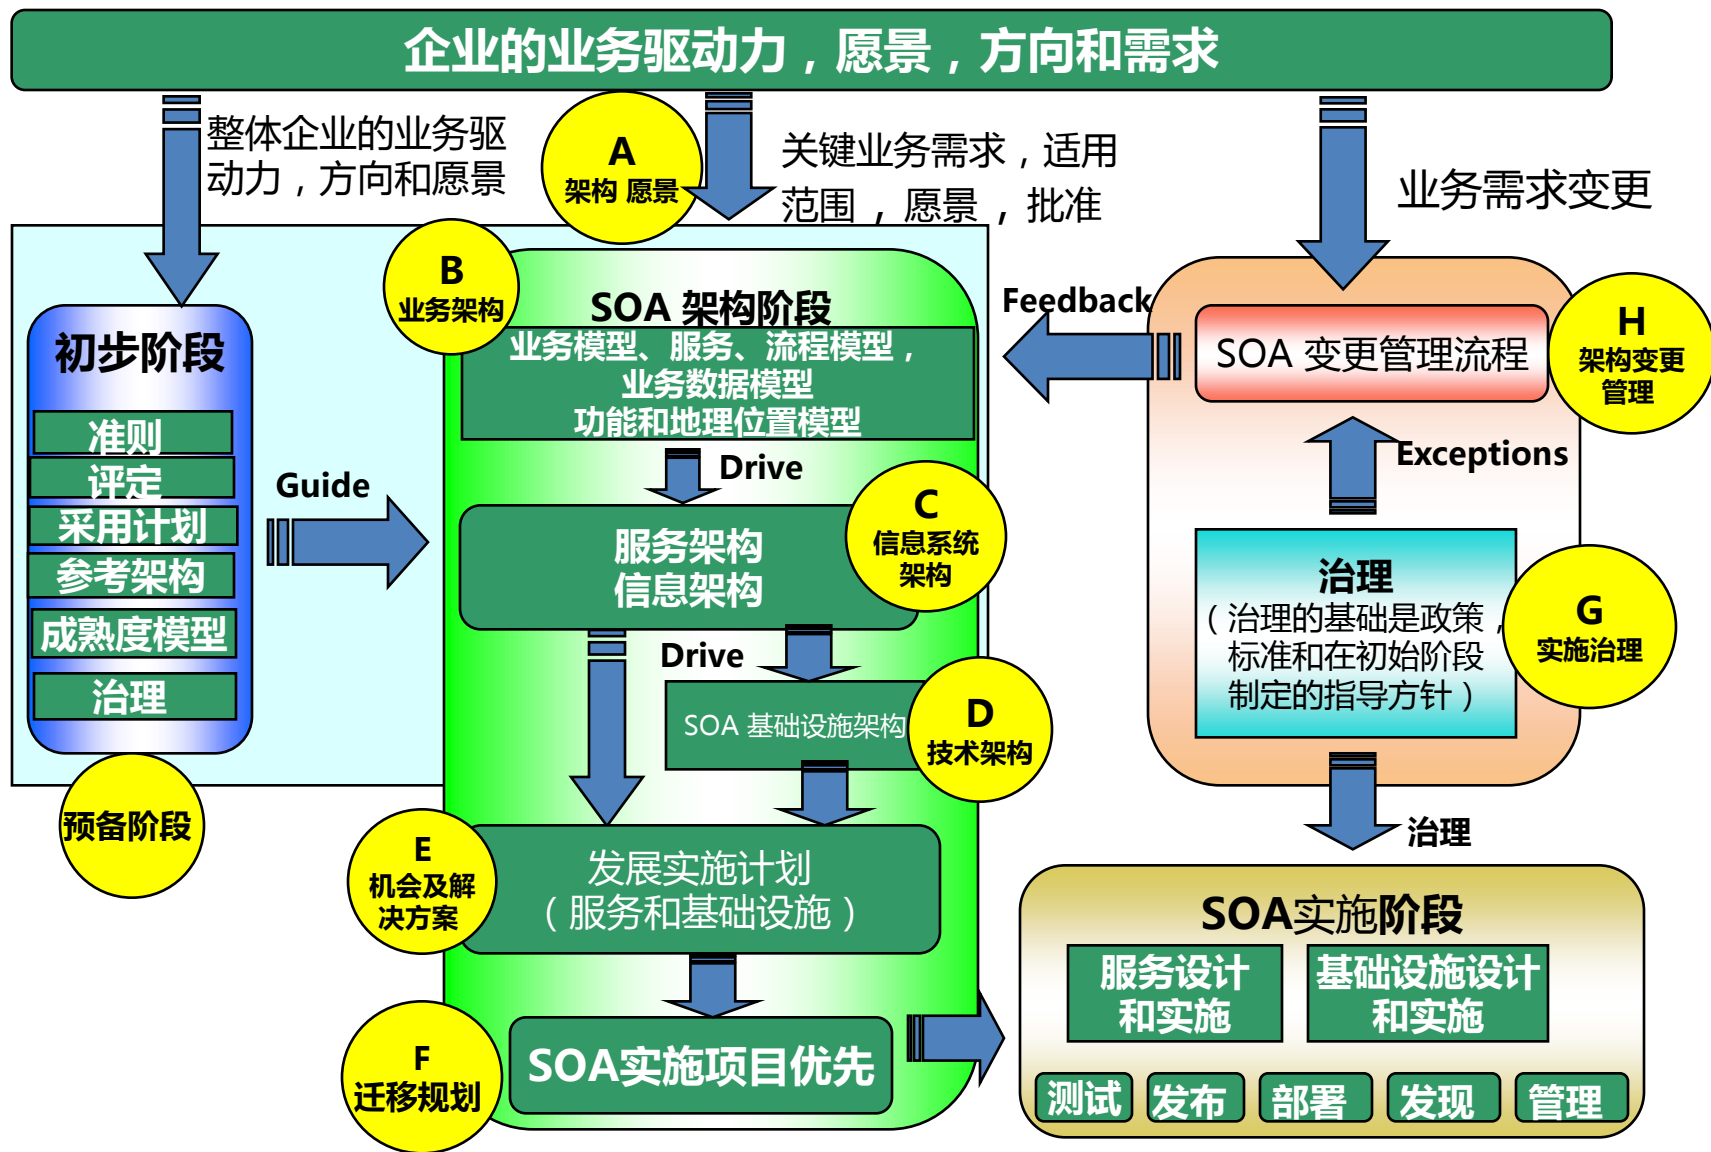 企业的业务驱动力，愿景，方向和需求
整体企业的业务驱
动力，方向和愿景
A
架构 愿景
关键业务需求，适用
范围，愿景，批准
业务需求变更
B
业务架构
SOA 架构阶段
业务模型、服务、流程模型，
业务数据模型
功能和地理位置模型
Feedback
SOA 变更管理流程
H
架构变更
管理
初步阶段
准则
评定
采用计划
参考架构
成熟度模型
治理
Guide
Drive
C
信息系统
架构
服务架构
信息架构
Exceptions
治理
（治理的基础是政策，
标准和在初始阶段
制定的指导方针）
G
实施治理
Drive
SOA 基础设施架构
D
技术架构
预备阶段
E
机会及解
决方案
发展实施计划
（服务和基础设施）
治理
F
迁移规划
SOA实施项目优先
SOA实施阶段
服务设计
和实施
基础设施设计
和实施
测试
发布
部署
发现
管理